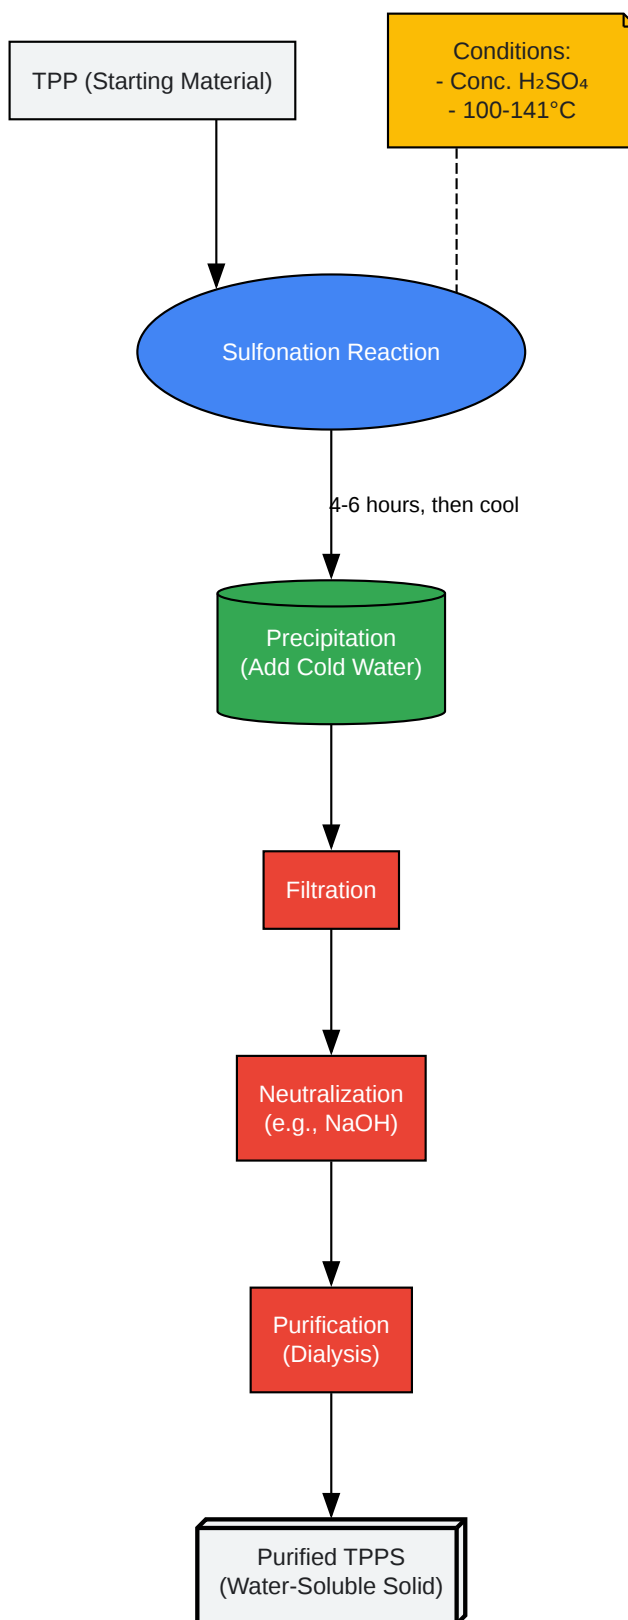 TPP (Starting Material)
Conditions:
- Conc. H₂SO₄
- 100-141°C
Sulfonation Reaction
4-6 hours, then cool
Precipitation
(Add Cold Water)
Filtration
Neutralization
(e.g., NaOH)
Purification
(Dialysis)
Purified TPPS
(Water-Soluble Solid)